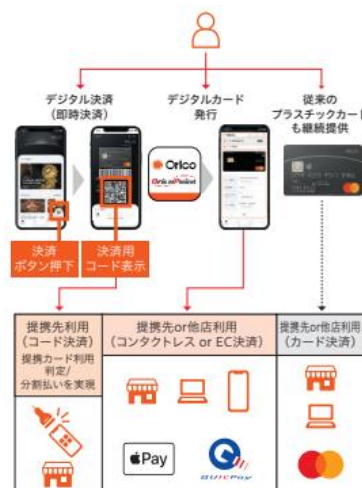 デジタル決済
(即時決済)
デジタルカード
発行
従来の
プラスチックカード
も継続提供
Orico
決済
ボタン押下
決済用
コード表示
提携先利用
(コード決済)
提携カード利用
判定/
分割払いを実現
提携先or他店利用
(コンタクトレス or EC決済)
提携先or他店利用
(カード決済)
Pay
QUICPay